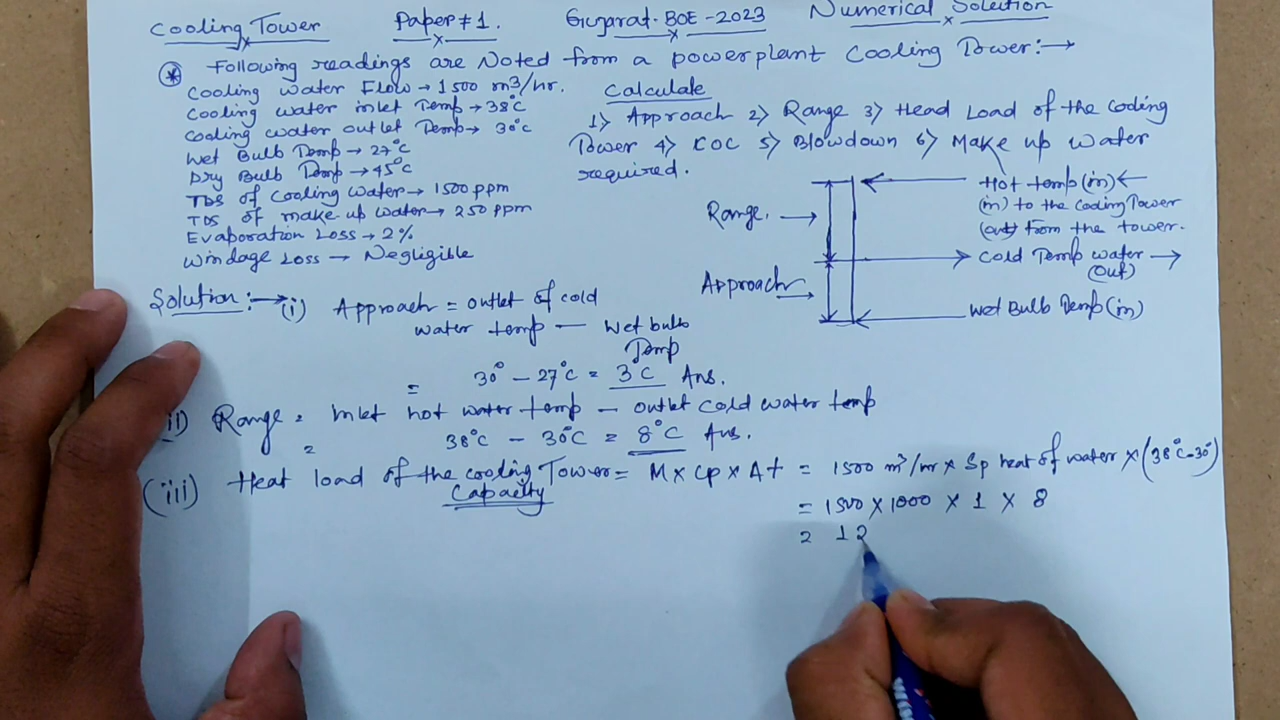 Cooling Tower Paper #1. Gujarat-BOE-2023 Numerical Solution
Following readings are Noted from a powerplant Cooling Tower:→
Cooling water Flow → 1500 m3/hr.
Cooling water inlet Temp → 38°C
Cooling water outlet Temp → 30°C
Wet Bulb Temp → 27°C
Dry Bulb Temp → 45°C
TDS of Cooling Water → 1500 ppm
TDS of make-up Water → 250 ppm
Evaporation Loss → 2%
Windage Loss → Negligible
Calculate
1> Approach 2> Range 3> Head Load of the Cooling
Tower 4> COC 5> Blowdown 6> Make up water
required.
Range. →
Approach →
Hot temp (in) ←
(in) to the Cooling Tower
(out) from the tower.
Cold Temp water →
(out)
Wet Bulb Temp (in)
Solution:→ (i) Approach = outlet of cold
water temp — Wet bulb
Temp
= 30° - 27°C = 3°C Ans.
(ii) Range = Inlet hot water temp — outlet cold water temp
= 38°C - 30°C = 8°C Ans.
(iii) Heat load of the cooling Tower = M x Cp x Δt = 1500 m³/hr x Sp heat of water x (38°C-30°)
Capacity
= 1500 x 1000 x 1 x 8
= 12